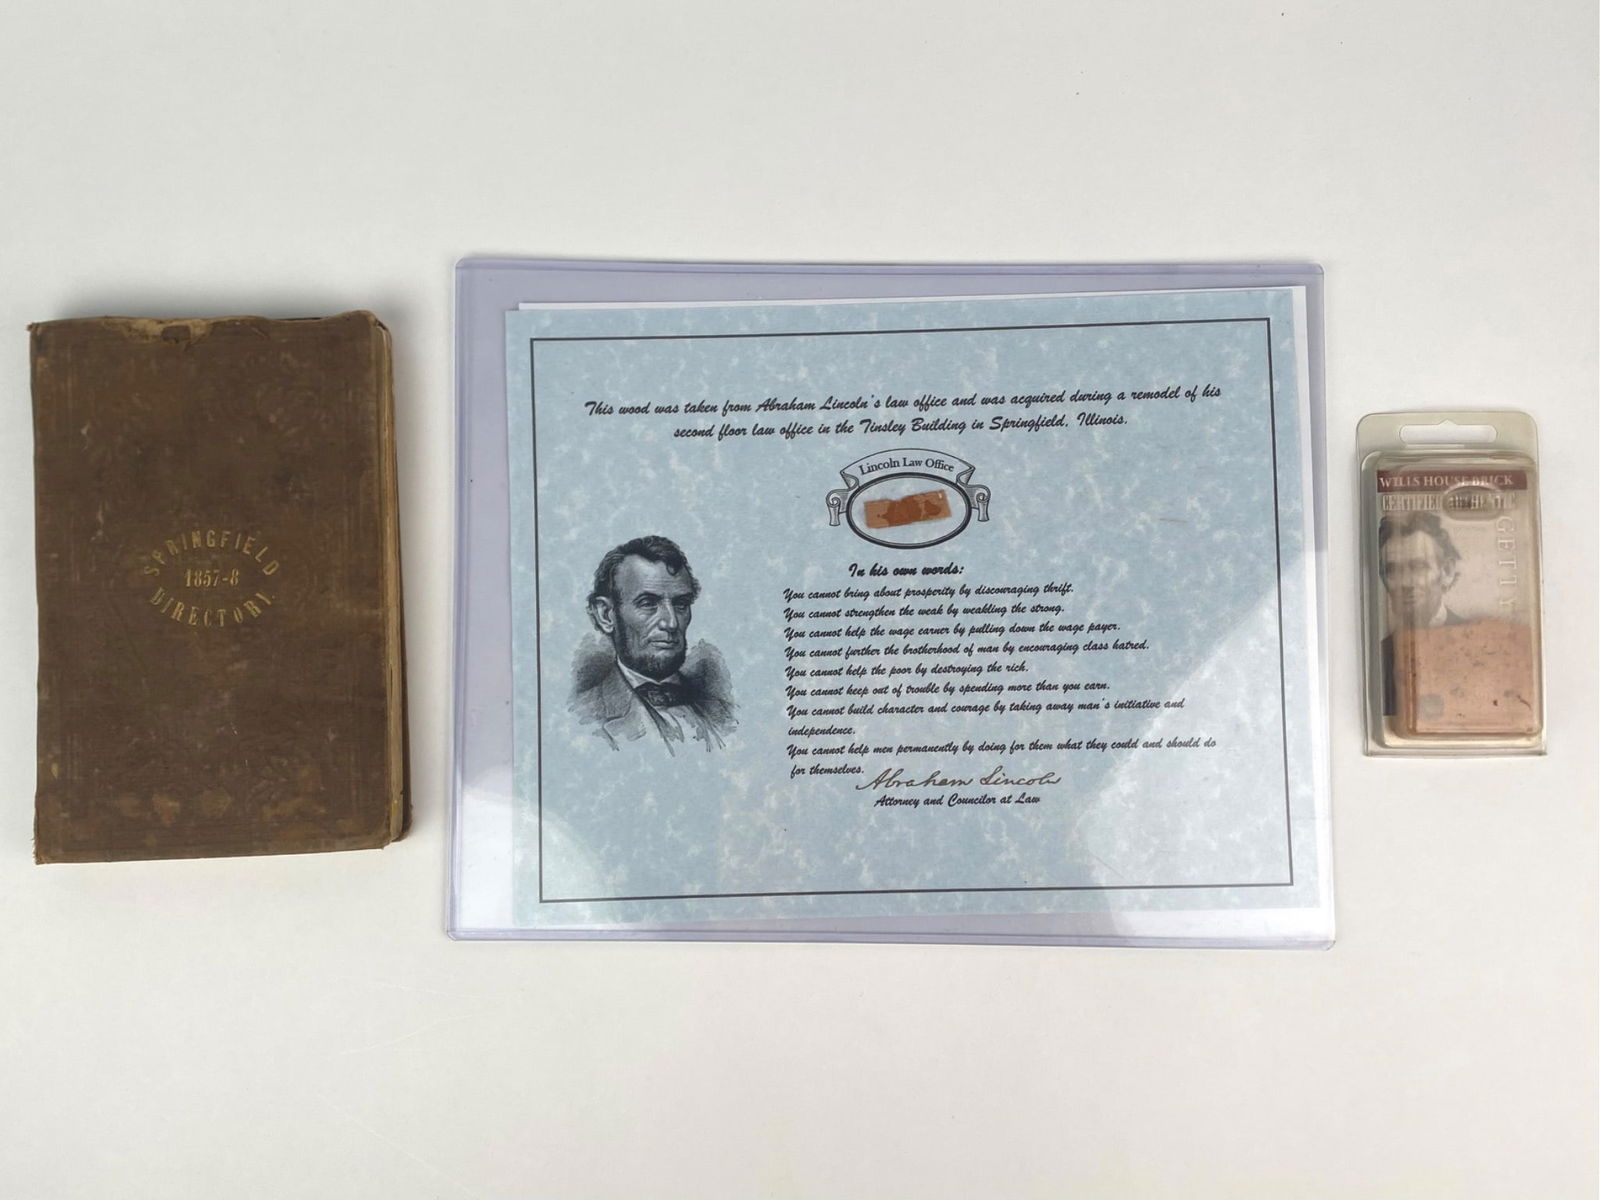 SPRINGFIELD
1857-8
DIRECTORY.
This wood was taken from Abraham Lincoln's law office and was acquired during a remodel of his
second floor law office in the Tinsley Building in Springfield, Illinois.
Lincoln Law Office
In his own words:
You cannot bring about prosperity by discouraging thrift.
You cannot strengthen the weak by weakling the strong.
You cannot help the wage earner by pulling down the wage payer.
You cannot further the brotherhood of man by encouraging class hatred.
You cannot help the poor by destroying the rich.
You cannot keep out of trouble by spending more than you earn.
You cannot build character and courage by taking away man's initiative and
independence.
You cannot help men permanently by doing for them what they could and should do
for themselves.
Abraham Lincoln
Attorney and Councilor at Law
WILLS HOUSE BRICK
CERTIFIED AUTHENTIC
GETTY